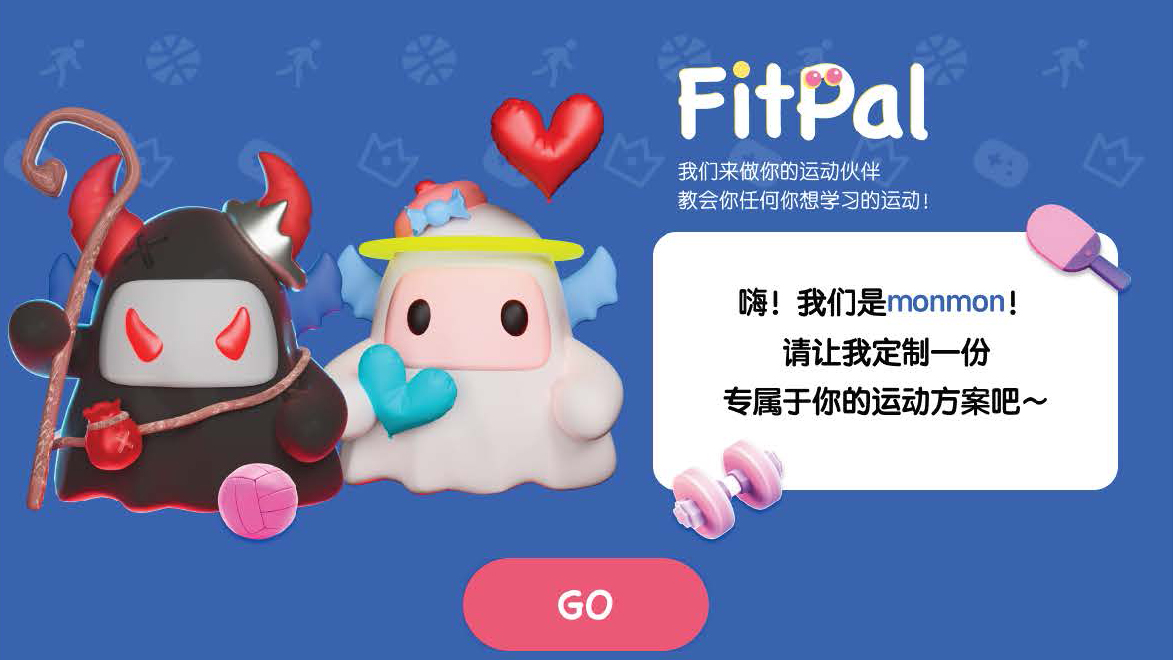 FitPal
我们来做你的运动伙伴
教会你任何你想学习的运动！
嗨！我们是monmon！
请让我定制一份
专属于你的运动方案吧～
GO